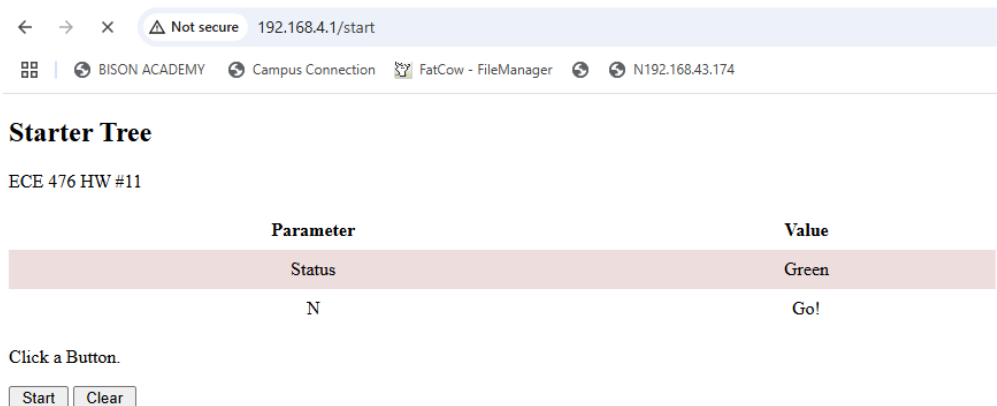 Not secure 192.168.4.1/start
BISON ACADEMY Campus Connection FatCow - FileManager N192.168.43.174
Starter Tree
ECE 476 HW #11
Parameter Value
Status Green
N Go!
Click a Button.
Start Clear